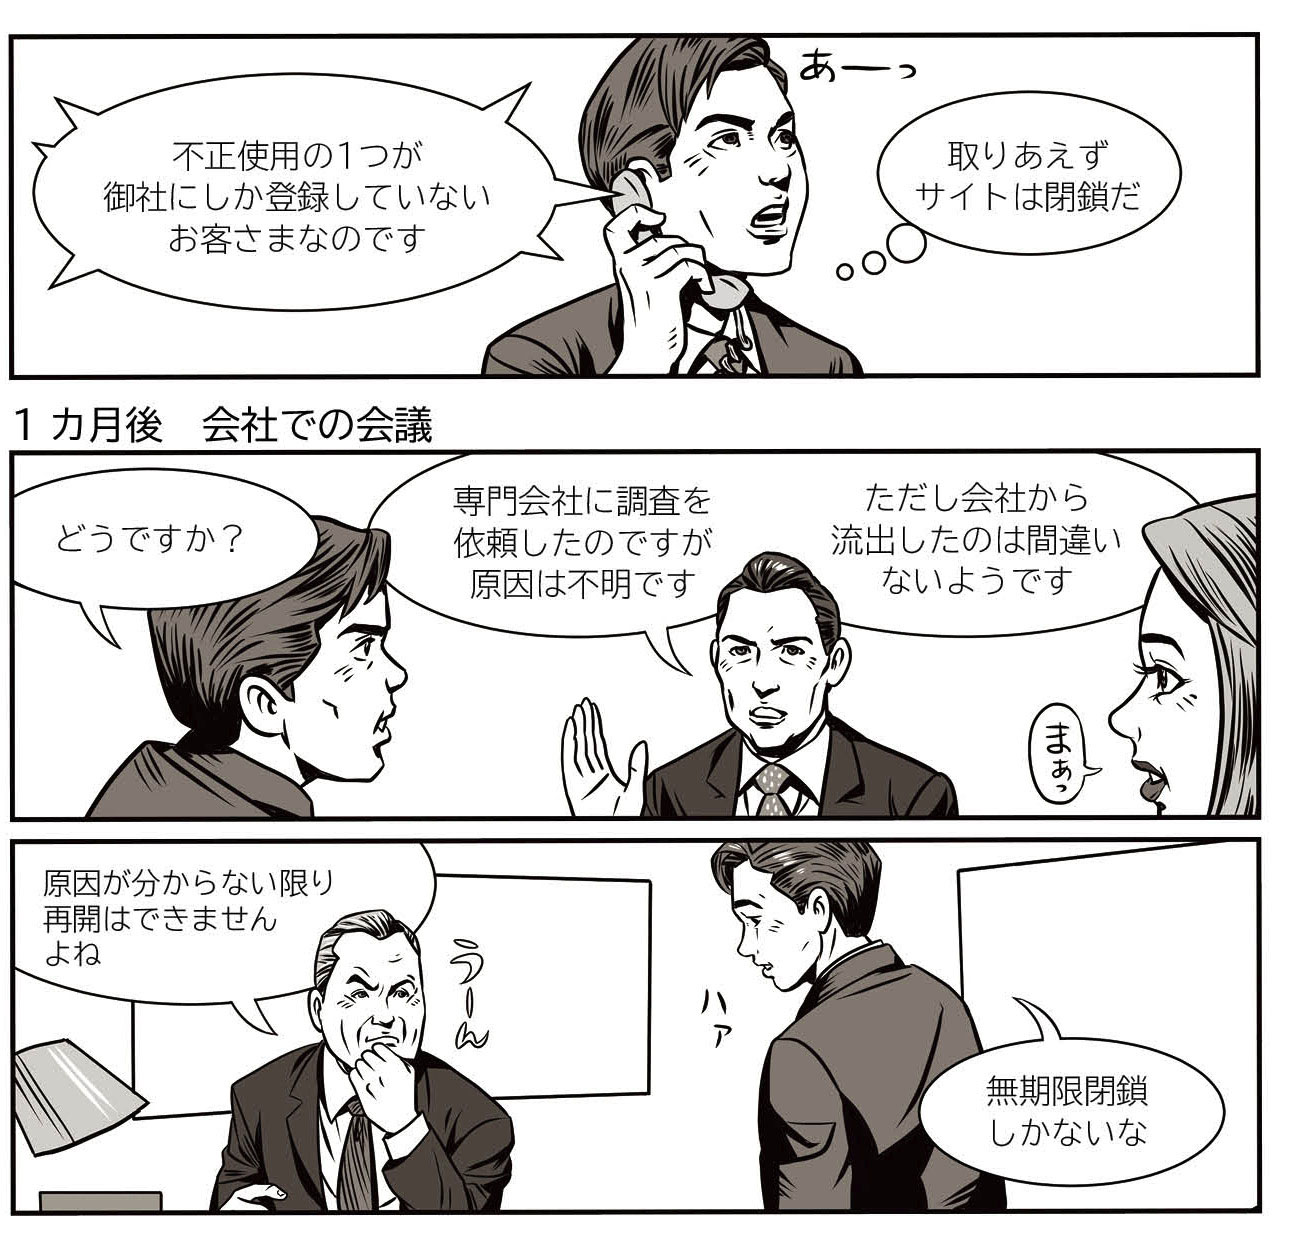 不正使用の1つが
御社にしか登録していない
お客さまなのです
あーっ
取りあえず
サイトは閉鎖だ
1カ月後　会社での会議
どうですか？
専門会社に調査を
依頼したのですが
原因は不明です
ただし会社から
流出したのは間違い
ないようです
まぁっ
原因が分からない限り
再開はできません
よね
うーん
ハァ
無期限閉鎖
しかないな